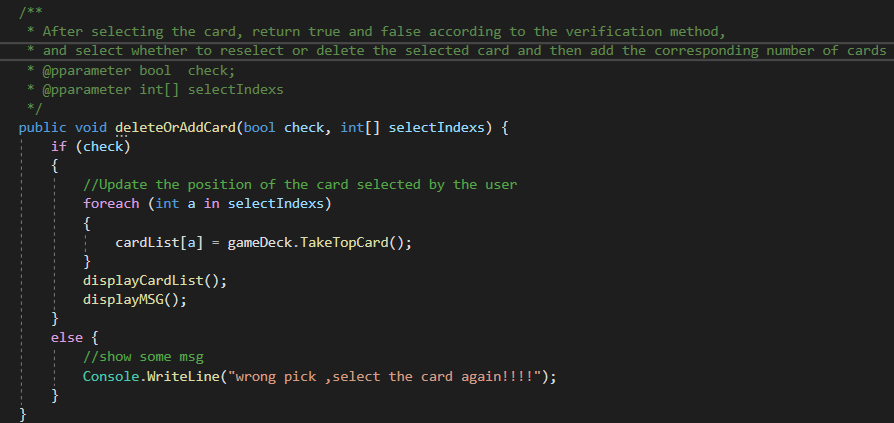 /**
 * After selecting the card, return true and false according to the verification method,
 * and select whether to reselect or delete the selected card and then add the corresponding number of cards
 * @pparameter bool  check;
 * @pparameter int[] selectIndexs
 */
public void deleteOrAddCard(bool check, int[] selectIndexs) {
    if (check)
    {
        //Update the position of the card selected by the user
        foreach (int a in selectIndexs)
        {
            cardList[a] = gameDeck.TakeTopCard();
        }
        displayCardList();
        displayMSG();
    }
    else {
        //show some msg
        Console.WriteLine("wrong pick ,select the card again!!!!");
    }
}